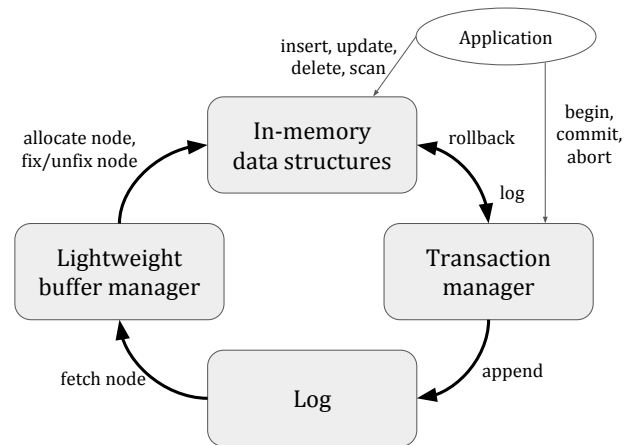 Application
insert, update,
delete, scan
begin,
commit,
abort
In-memory
data structures
allocate node,
fix/unfix node
rollback
log
Lightweight
buffer manager
Transaction
manager
fetch node
append
Log